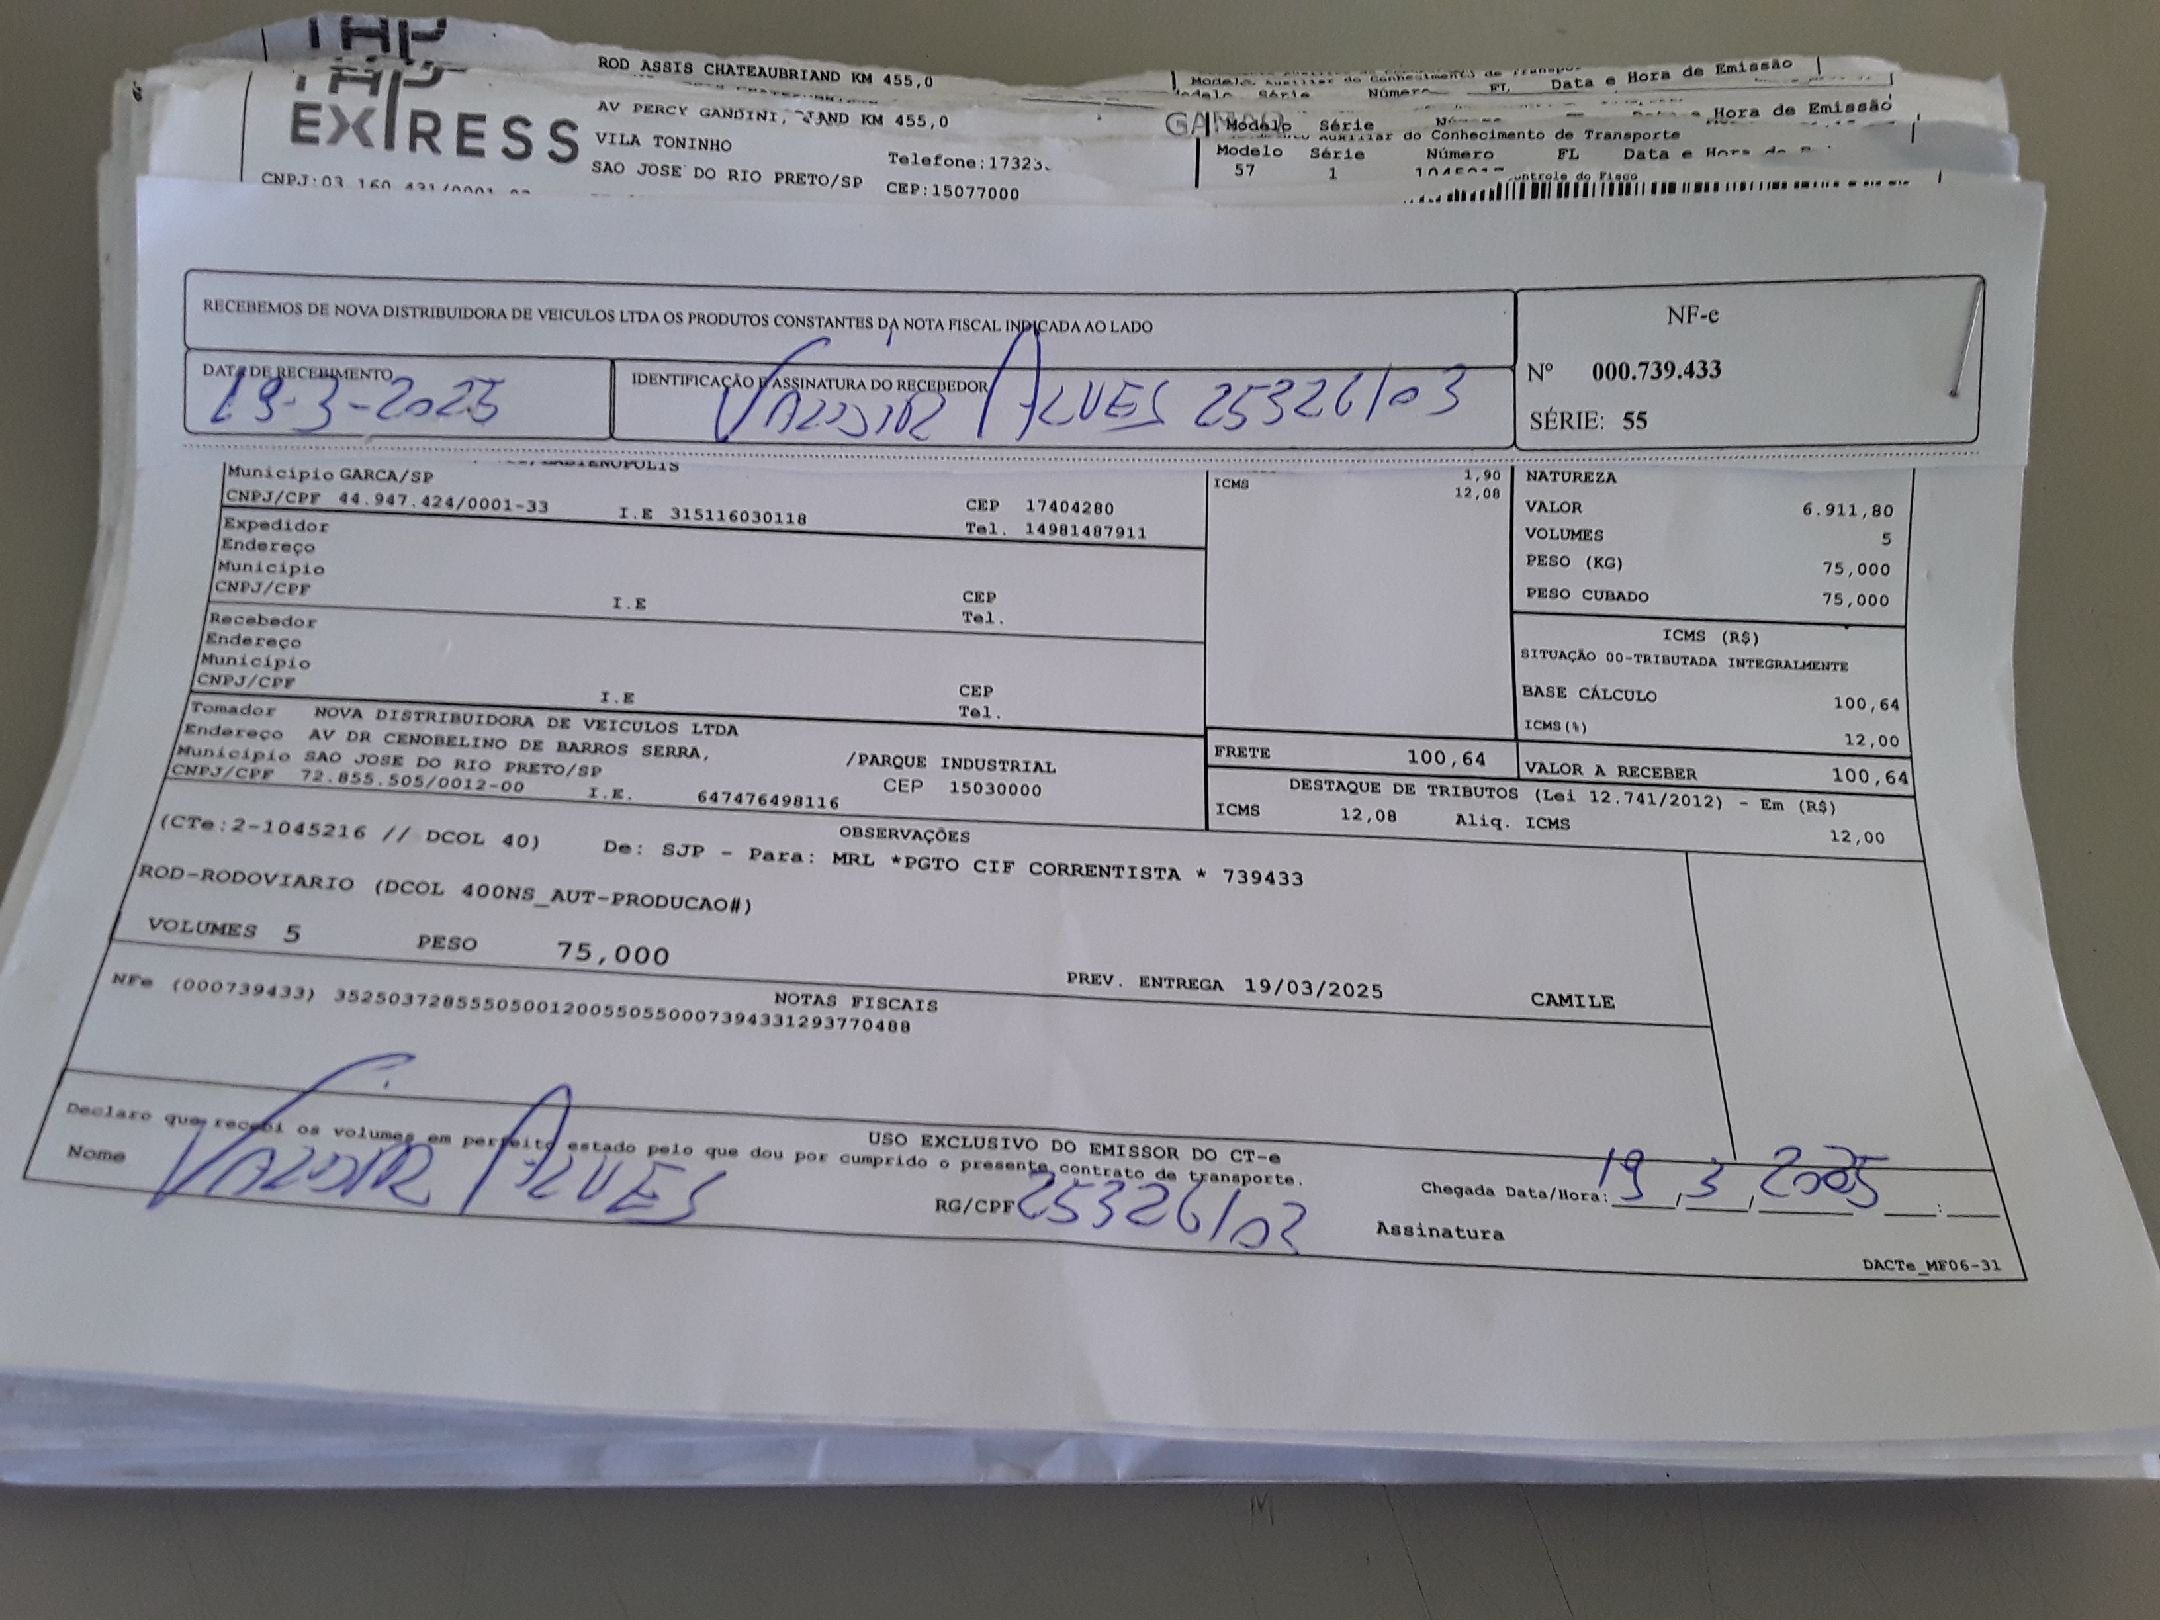 ROD ASSIS CHATEAUBRIAND KM 455,0
Data e Hora de Emissão
Modelo Série Hora de Emissão
EXPRESS
AV PERCY GANDINI, AND KM 455,0
VILA TONINHO
Telefone:17323
SAO JOSE DO RIO PRETO/SP
CEP:15077000
Auxiliar do Conhecimento de Transporte
Modelo Série Número FL Data e Hora de
57 1
RECEBEMOS DE NOVA DISTRIBUIDORA DE VEICULOS LTDA OS PRODUTOS CONSTANTES DA NOTA FISCAL INDICADA AO LADO
NF-e
Nº 000.739.433
SÉRIE: 55
DATA DE RECEBIMENTO
19-3-2025
IDENTIFICAÇÃO E ASSINATURA DO RECEBEDOR
VALDIR ALVES 25326103
Município GARCA/SP
CNPJ/CPF 44.947.424/0001-33 I.E 315116030118
CEP 17404280
Tel. 14981487911
Expedidor
Endereço
Município
CNPJ/CPF I.E
CEP
Tel.
Recebedor
Endereço
Município
CNPJ/CPF I.E
CEP
Tel.
Tomador NOVA DISTRIBUIDORA DE VEICULOS LTDA
Endereço AV DR CENOBELINO DE BARROS SERRA, /PARQUE INDUSTRIAL
Município SAO JOSE DO RIO PRETO/SP CEP 15030000
CNPJ/CPF 72.855.505/0012-00 I.E. 647476498116
1,90
ICMS 12,08
FRETE 100,64
NATUREZA
VALOR 6.911,80
VOLUMES 5
PESO (KG) 75,000
PESO CUBADO 75,000
ICMS (R$)
SITUAÇÃO 00-TRIBUTADA INTEGRALMENTE
BASE CÁLCULO 100,64
ICMS(%) 12,00
VALOR A RECEBER 100,64
DESTAQUE DE TRIBUTOS (Lei 12.741/2012) - Em (R$)
ICMS 12,08 Aliq. ICMS 12,00
OBSERVAÇÕES
(CTe:2-1045216 // DCOL 40) De: SJP - Para: MRL *PGTO CIF CORRENTISTA * 739433
ROD-RODOVIARIO (DCOL 400NS_AUT-PRODUCAO#)
VOLUMES 5 PESO 75,000
PREV. ENTREGA 19/03/2025 CAMILE
NOTAS FISCAIS
NFe (000739433) 35250372855505001200550550007394331293770488
USO EXCLUSIVO DO EMISSOR DO CT-e
Declaro que recebi os volumes em perfeito estado pelo que dou por cumprido o presente contrato de transporte.
Nome VALDIR ALVES
RG/CPF 25326103
Chegada Data/Hora: 19 / 3 / 2025 :
Assinatura
DACTe_MF06-31